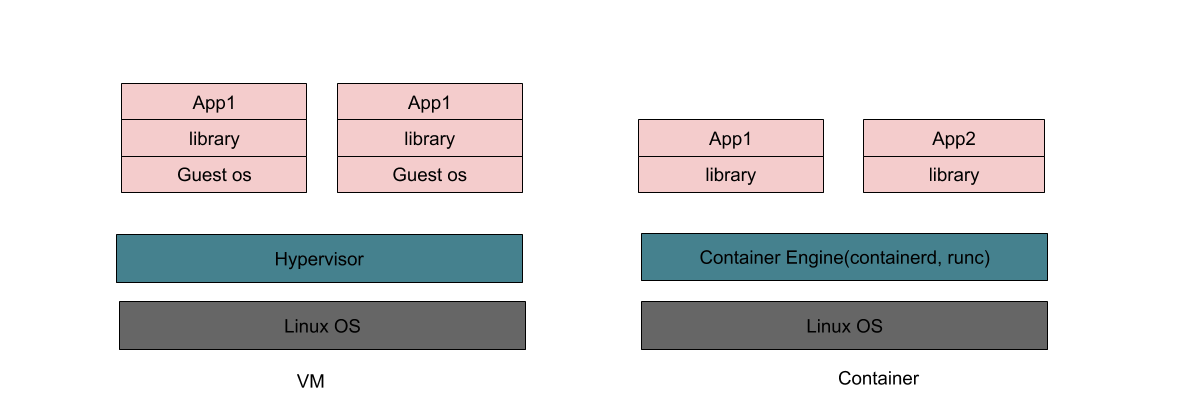 App1
library
Guest os
App1
library
Guest os
Hypervisor
Linux OS
VM
App1
library
App2
library
Container Engine(containerd, runc)
Linux OS
Container